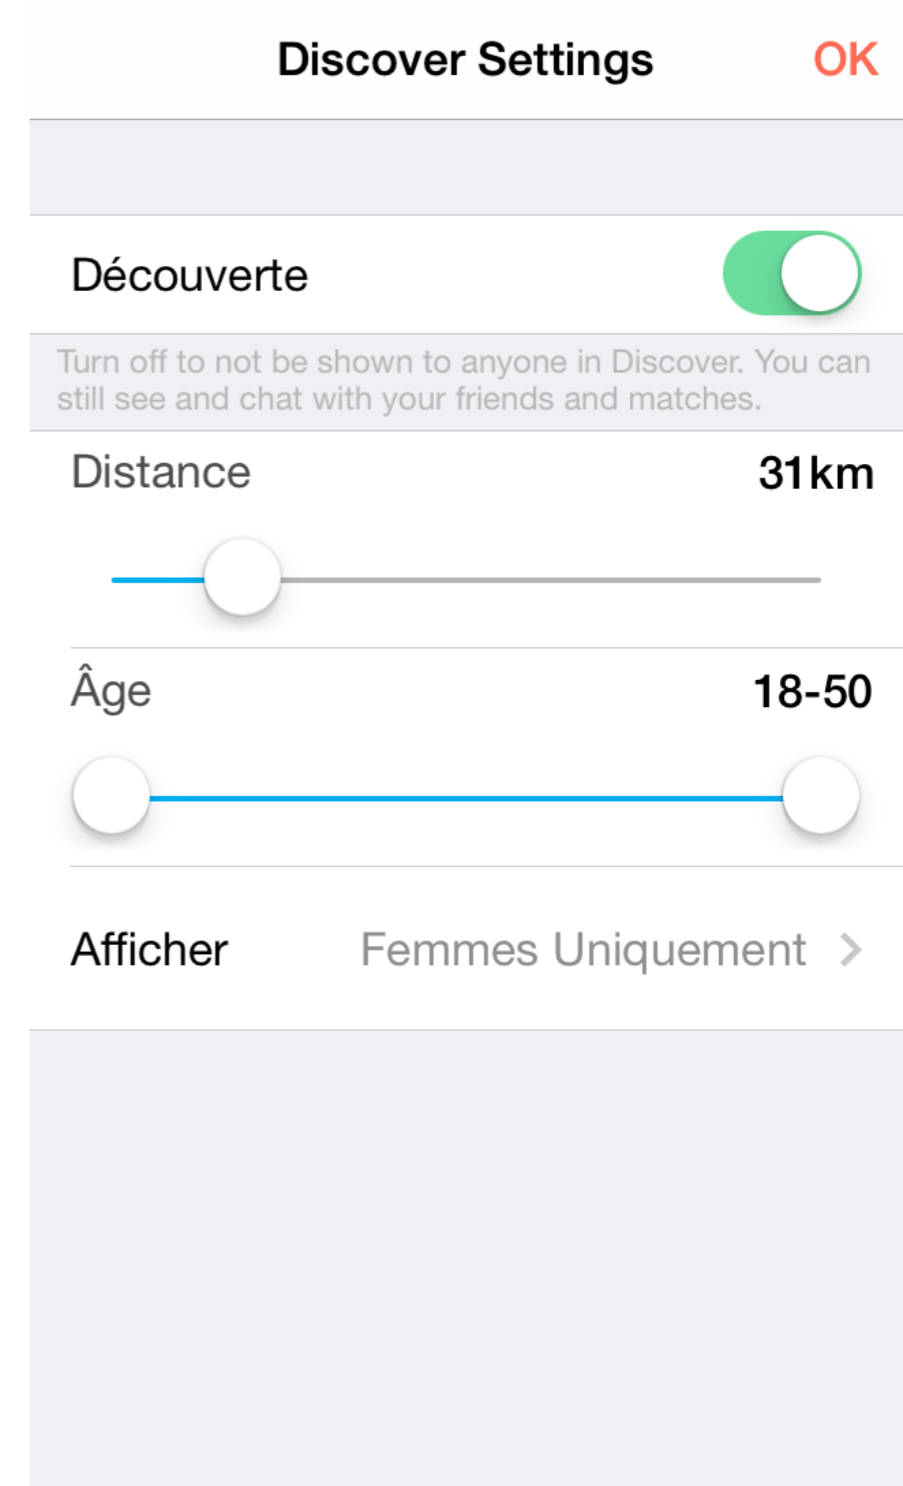 Discover Settings OK
Découverte
Turn off to not be shown to anyone in Discover. You can
still see and chat with your friends and matches.
Distance 31km
Âge 18-50
Afficher Femmes Uniquement